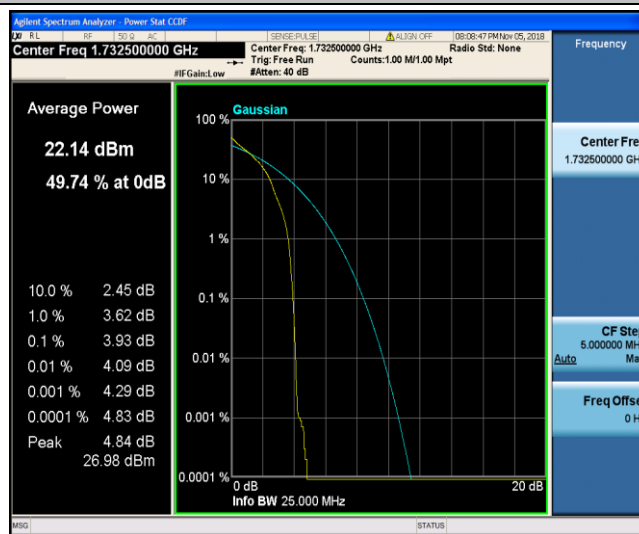 Agilent Spectrum Analyzer - Power Stat CCDF
RL RF 50 Ω AC SENSE:PULSE ALIGN OFF 08:08:47 PM Nov 05, 2018
Center Freq 1.732500000 GHz
Center Freq: 1.732500000 GHz Radio Std: None
Trig: Free Run Counts:1.00 M/1.00 Mpt
#IFGain:Low #Atten: 40 dB
Frequency
Average Power
22.14 dBm
49.74 % at 0dB
10.0 % 2.45 dB
1.0 % 3.62 dB
0.1 % 3.93 dB
0.01 % 4.09 dB
0.001 % 4.29 dB
0.0001 % 4.83 dB
Peak 4.84 dB
26.98 dBm
Gaussian
100 %
10 %
1 %
0.1 %
0.01 %
0.001 %
0.0001 %
0 dB 20 dB
Info BW 25.000 MHz
Center Fre
1.732500000 GH
CF Ste
5.000000 MH
Auto Ma
Freq Offse
0 H
MSG STATUS